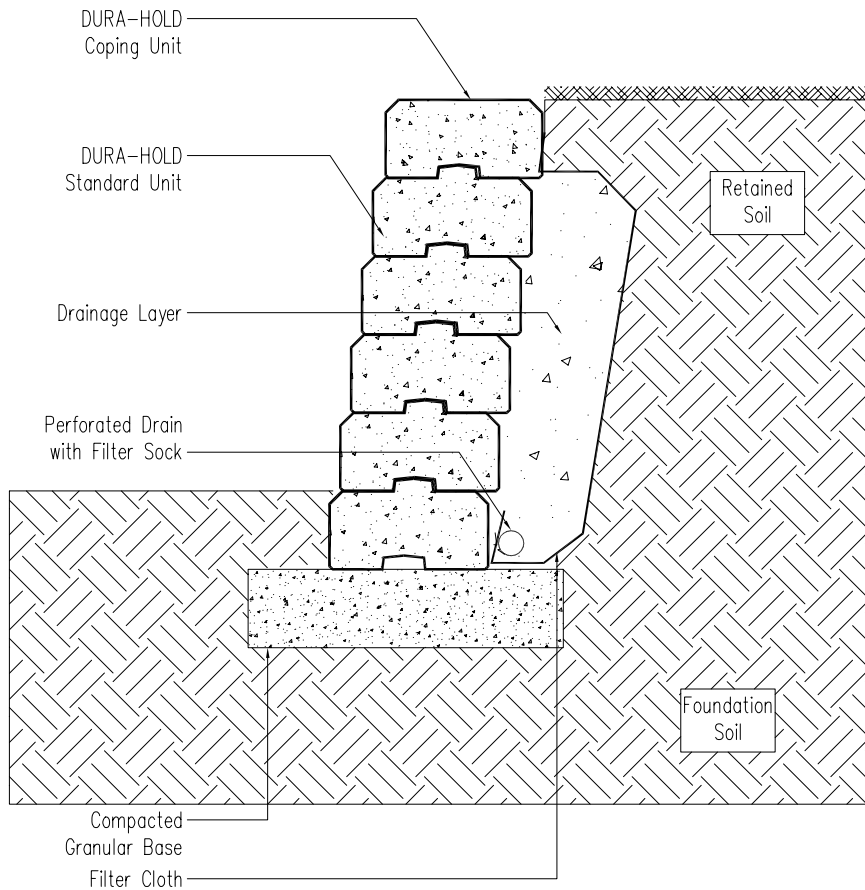 DURA-HOLD
Coping Unit
DURA-HOLD
Standard Unit
Retained
Soil
Drainage Layer
Perforated Drain
with Filter Sock
Foundation
Soil
Compacted
Granular Base
Filter Cloth